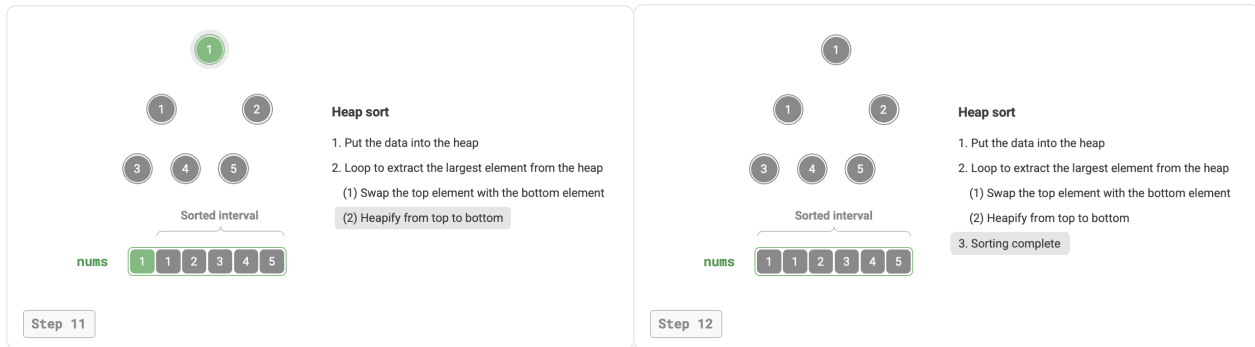 1
1 2
3 4 5
Heap sort
1. Put the data into the heap
2. Loop to extract the largest element from the heap
(1) Swap the top element with the bottom element
(2) Heapify from top to bottom
Sorted interval
nums 1 1 2 3 4 5
Step 11
1
1 2
3 4 5
Heap sort
1. Put the data into the heap
2. Loop to extract the largest element from the heap
(1) Swap the top element with the bottom element
(2) Heapify from top to bottom
3. Sorting complete
Sorted interval
nums 1 1 2 3 4 5
Step 12